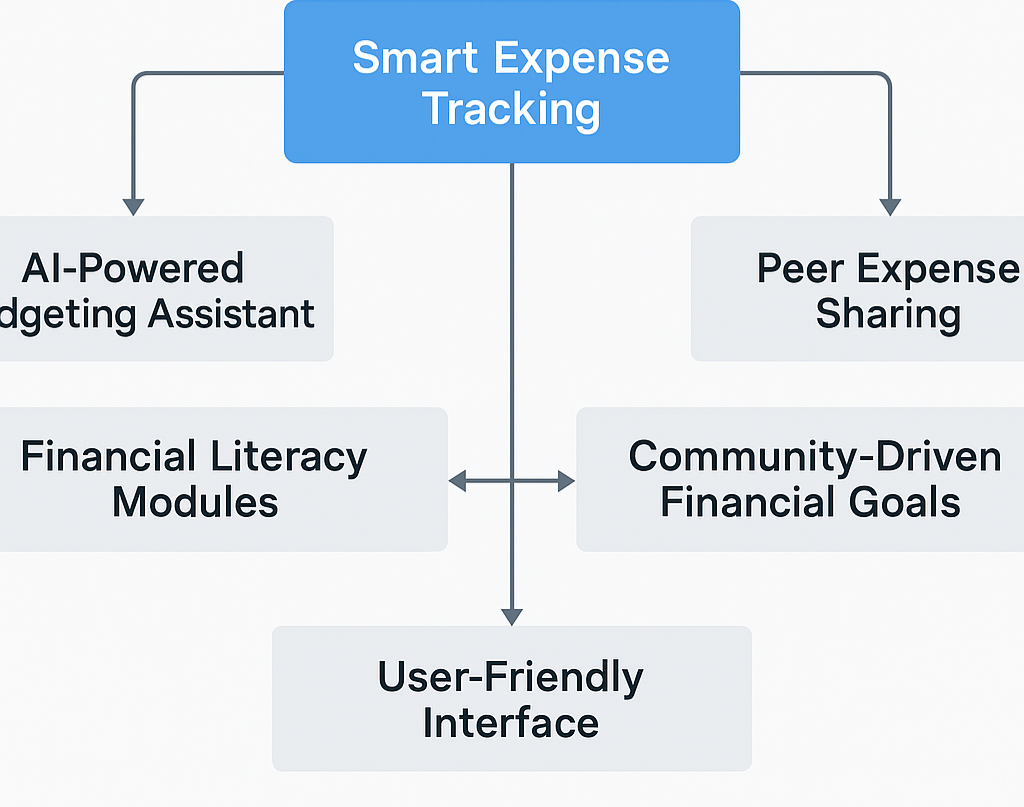 Smart Expense
Tracking
AI-Powered
dgeting Assistant
Peer Expense
Sharing
Financial Literacy
Modules
Community-Driven
Financial Goals
User-Friendly
Interface